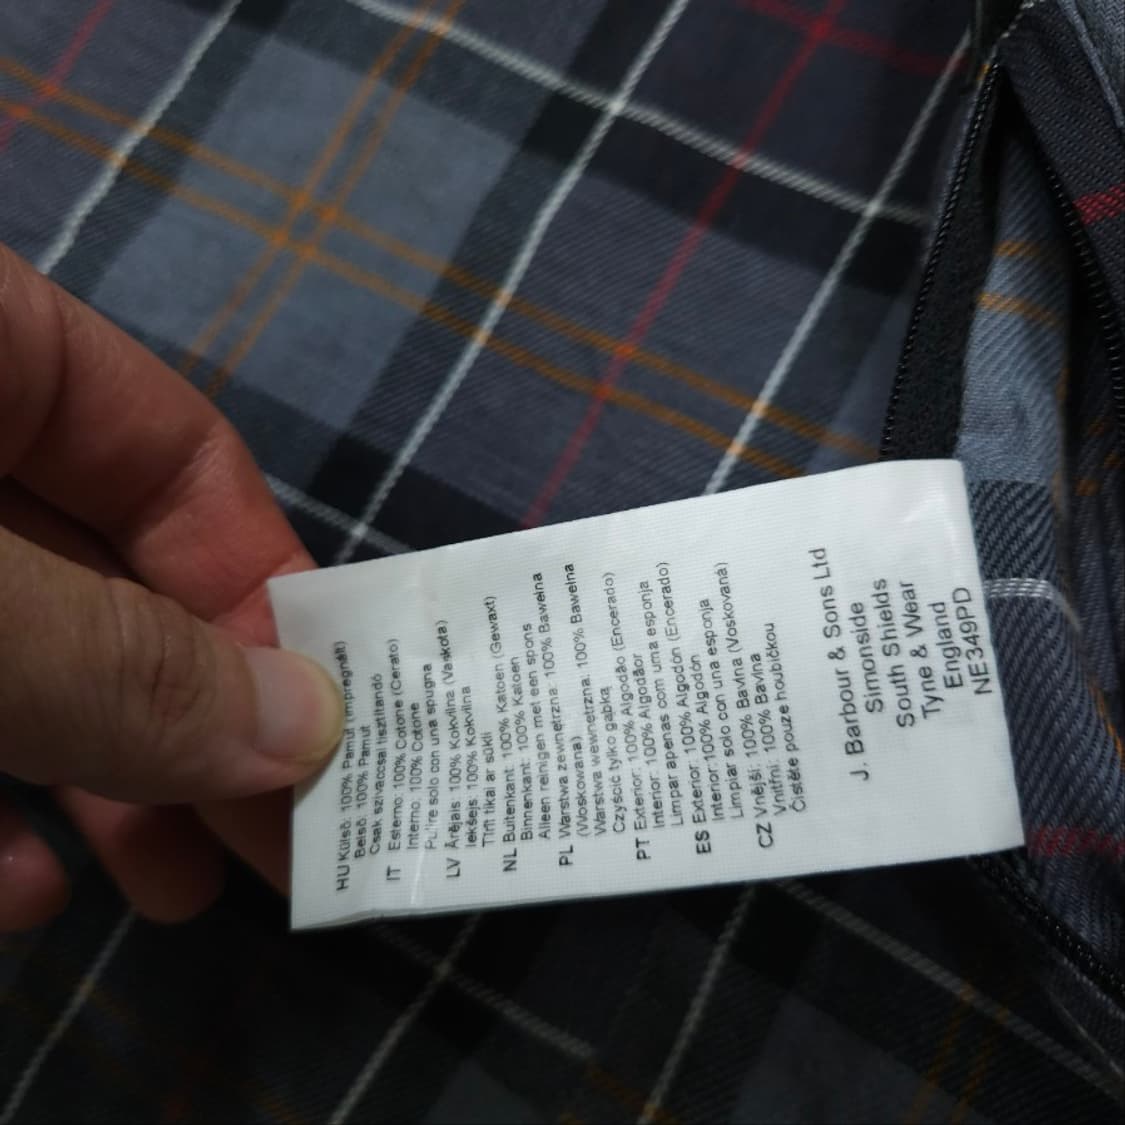 HU Külső: 100% Pamut (Impregnált)
Belső: 100% Pamut
Csak szivaccsal tisztítandó
IT Esterno: 100% Cotone (Cerato)
Interno: 100% Cotone
Pulire solo con una spugna
LV Ārējais: 100% Kokvilna (Vaskota)
Iekšējs: 100% Kokvilna
Tīrīt tikai ar sūkli
NL Buitenkant: 100% Katoen (Gewaxt)
Binnenkant: 100% Katoen
Alleen reinigen met een spons
PL Warstwa zewnętrzna: 100% Bawełna
(Woskowana)
Warstwa wewnętrzna: 100% Bawełna
Czyścić tylko gąbką
PT Exterior: 100% Algodão (Encerado)
Interior: 100% Algodãor
Limpar apenas com uma esponja
ES Exterior: 100% Algodón (Encerado)
Interior: 100% Algodón
Limpiar solo con una esponja
CZ Vnější: 100% Bavlna (Voskovaná)
Vnitřní: 100% Bavlna
Čistěte pouze houbičkou
J. Barbour & Sons Ltd
Simonside
South Shields
Tyne & Wear
England
NE349PD